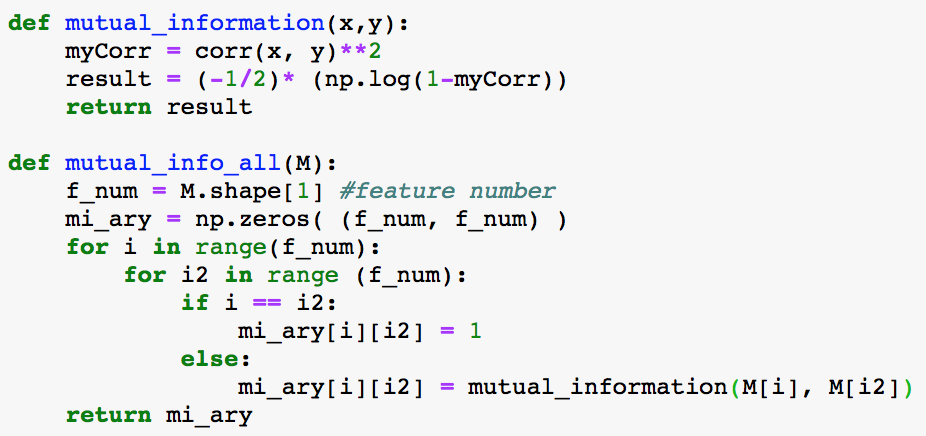 def mutual_information(x,y):
    myCorr = corr(x, y)**2
    result = (-1/2)* (np.log(1-myCorr))
    return result

def mutual_info_all(M):
    f_num = M.shape[1] #feature number
    mi_ary = np.zeros( (f_num, f_num) )
    for i in range(f_num):
        for i2 in range (f_num):
            if i == i2:
                mi_ary[i][i2] = 1
            else:
                mi_ary[i][i2] = mutual_information(M[i], M[i2])
    return mi_ary